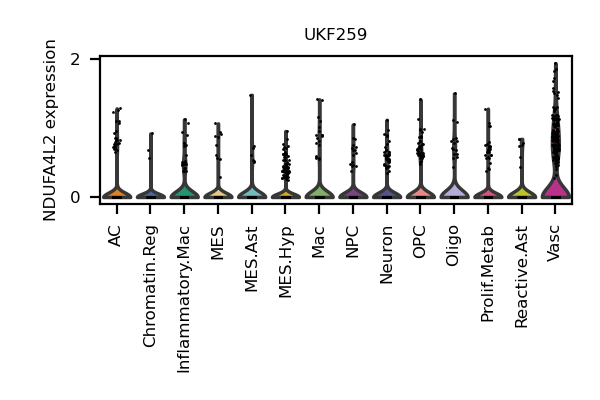 UKF259
NDUFA4L2 expression
2
0
AC
Chromatin.Reg
Inflammatory.Mac
MES
MES.Ast
MES.Hyp
Mac
NPC
Neuron
OPC
Oligo
Prolif.Metab
Reactive.Ast
Vasc